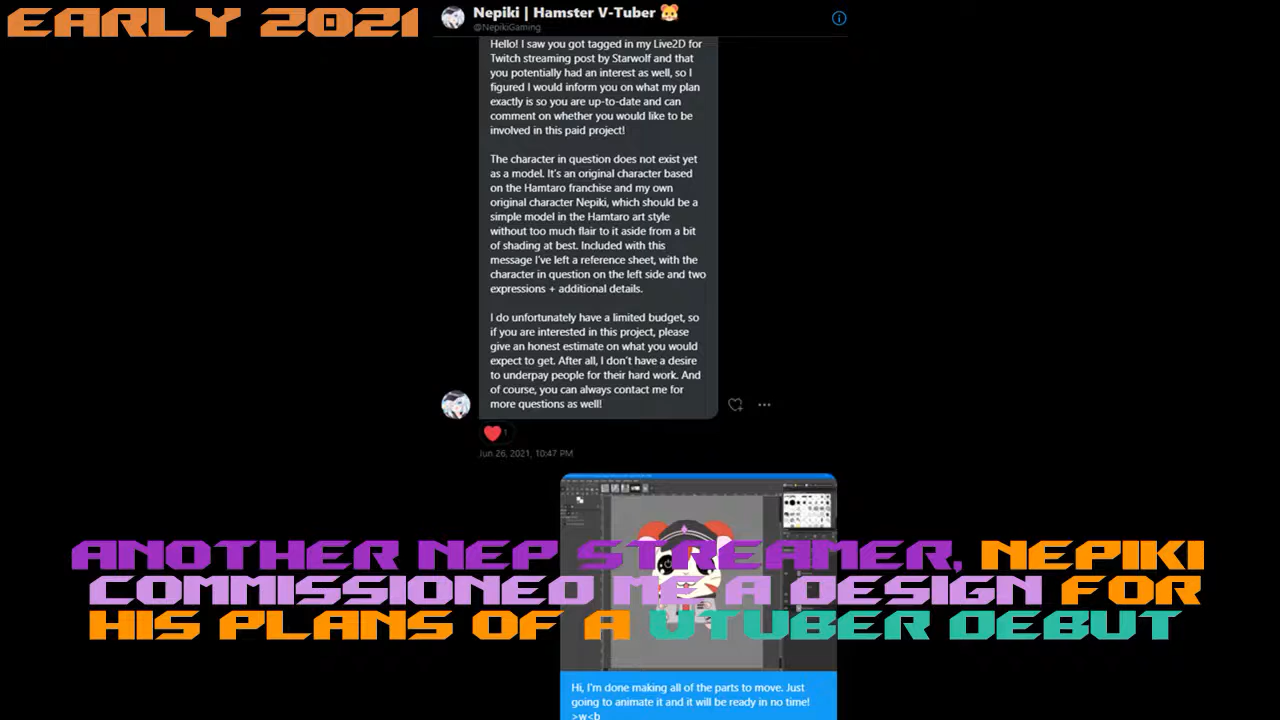 EARLY 2021
Nepiki | Hamster V-Tuber 🐹
@NepikiGaming
Hello! I saw you got tagged in my Live2D for
Twitch streaming post by Starwolf and that
you potentially had an interest as well, so I
figured I would inform you on what my plan
exactly is so you are up-to-date and can
comment on whether you would like to be
involved in this paid project!
The character in question does not exist yet
as a model. It's an original character based
on the Hamtaro franchise and my own
original character Nepiki, which should be a
simple model in the Hamtaro art style
without too much flair to it aside from a bit
of shading at best. Included with this
message I've left a reference sheet, with the
character in question on the left side and two
expressions + additional details.
I do unfortunately have a limited budget, so
if you are interested in this project, please
give an honest estimate on what you would
expect to get. After all, I don't have a desire
to underpay people for their hard work. And
of course, you can always contact me for
more questions as well!
❤️ 1
Jun 26, 2021, 10:47 PM
ANOTHER NEP STREAMER, NEPIKI
COMMISSIONED ME A DESIGN FOR
HIS PLANS OF A VTUBER DEBUT
Hi, I'm done making all of the parts to move. Just
going to animate it and it will be ready in no time!
>w<b